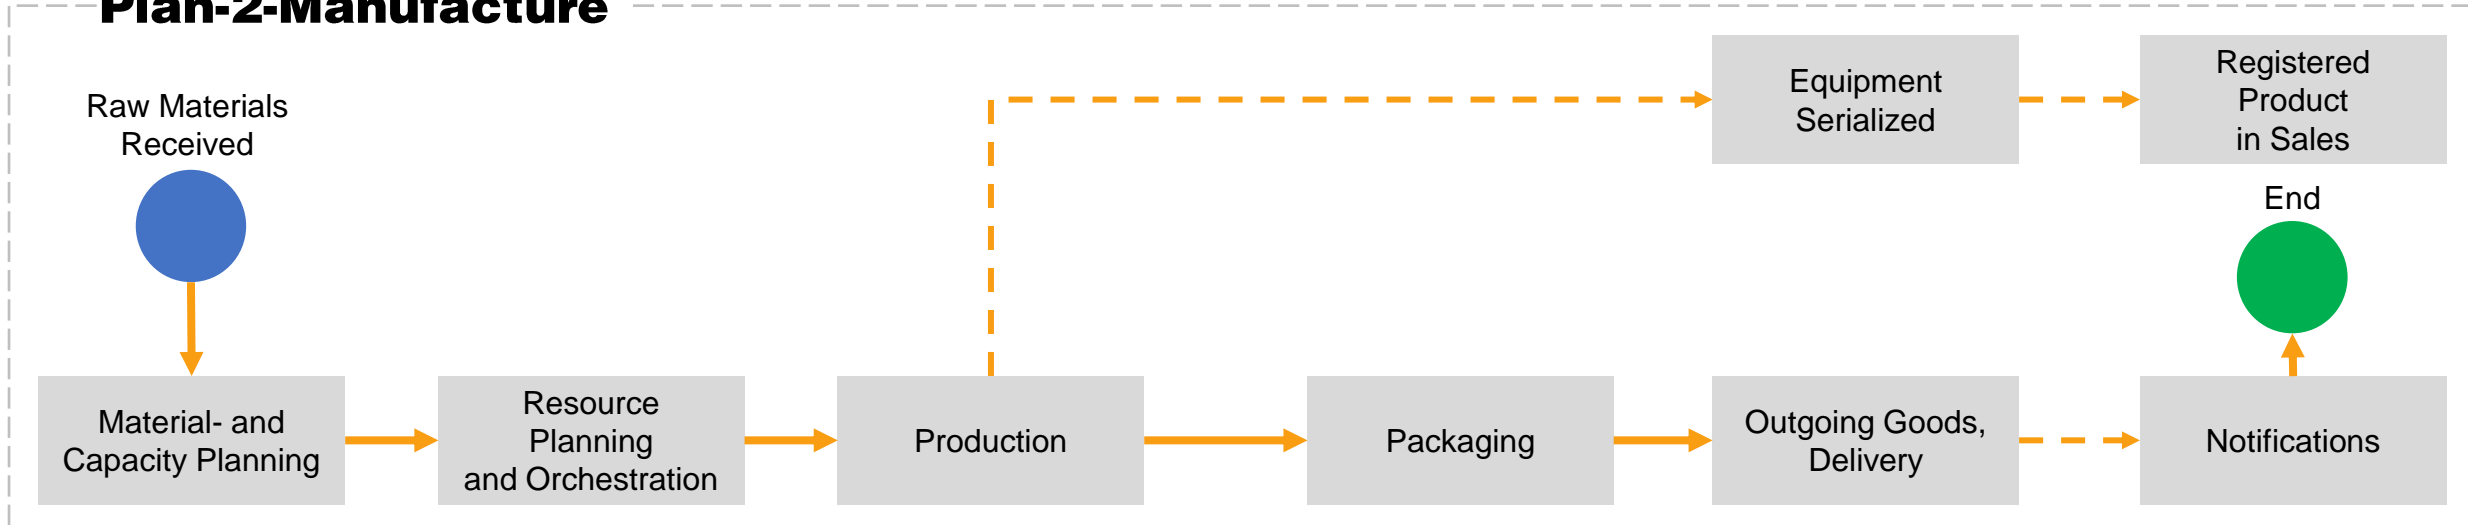 Plan-2-Manufacture
Raw Materials
Received
Equipment
Serialized
Registered
Product
in Sales
End
Material- and
Capacity Planning
Resource
Planning
and Orchestration
Production
Packaging
Outgoing Goods,
Delivery
Notifications